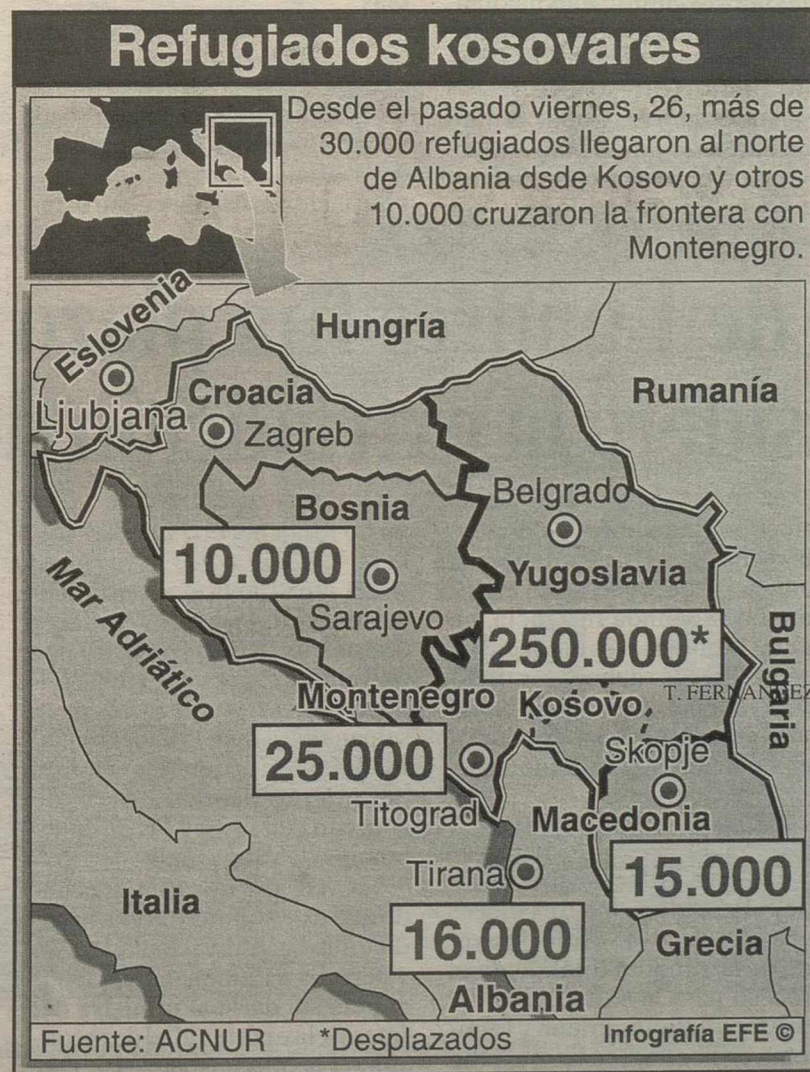 Refugiados kosovares
Desde el pasado viernes, 26, más de
30.000 refugiados llegaron al norte
de Albania dsde Kosovo y otros
10.000 cruzaron la frontera con
Montenegro.
Eslovenia
Hungría
Rumanía
Croacia
Ljubjana
Zagreb
Belgrado
Bosnia
10.000
Yugoslavia
Sarajevo
Mar Adriático
250.000*
Bulgaria
Montenegro
Kosovo
T. FERNANDEZ
25.000
Skopje
Titograd
Macedonia
Tirana
15.000
Italia
16.000
Grecia
Albania
Fuente: ACNUR *Desplazados Infografía EFE ©